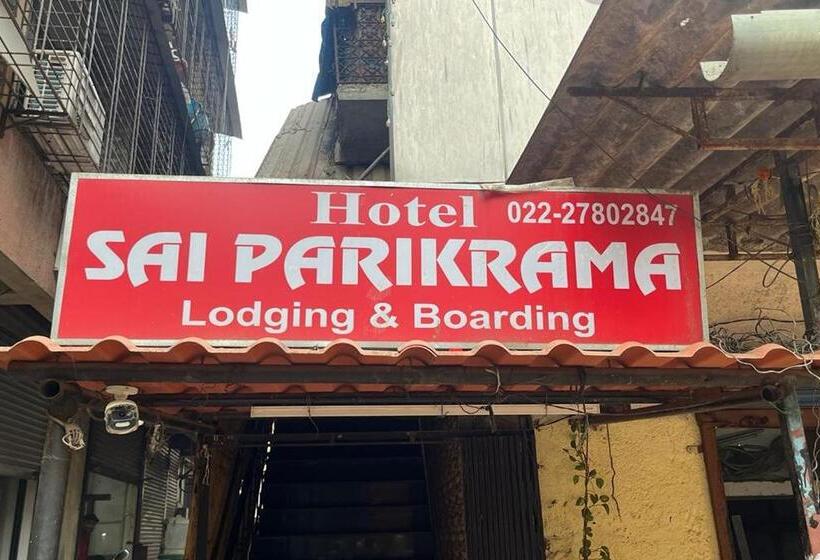 Hotel 022-27802847
SAI PARIKRAMA
Lodging & Boarding